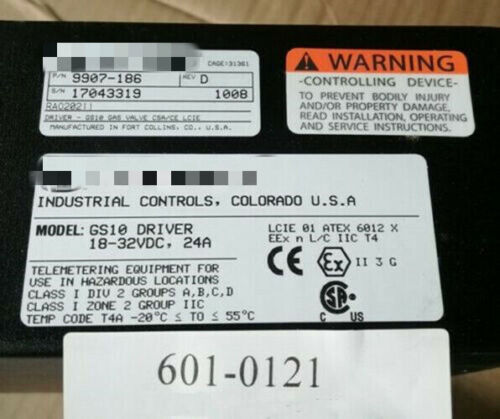 CAGE:31361
P/N 9907-186 REV D
S/N 17043319 1008
RA020211
DRIVER - GS10 GAS VALVE CSA/CE LCIE
MANUFACTURED IN FORT COLLINS, CO., U.S.A.
WARNING
-CONTROLLING DEVICE-
TO PREVENT BODILY INJURY
AND/OR PROPERTY DAMAGE,
READ INSTALLATION, OPERATING
AND SERVICE INSTRUCTIONS.
INDUSTRIAL CONTROLS, COLORADO U.S.A
MODEL: GS10 DRIVER
18-32VDC, 24A
LCIE 01 ATEX 6012 X
EEx n L/C IIC T4
CE Ex II 3 G
TELEMETERING EQUIPMENT FOR
USE IN HAZARDOUS LOCATIONS
CLASS I DIV 2 GROUPS A,B,C,D
CLASS I ZONE 2 GROUP IIC
TEMP CODE T4A -20°C ≤ TO ≤ 55°C
SA
C US
601-0121